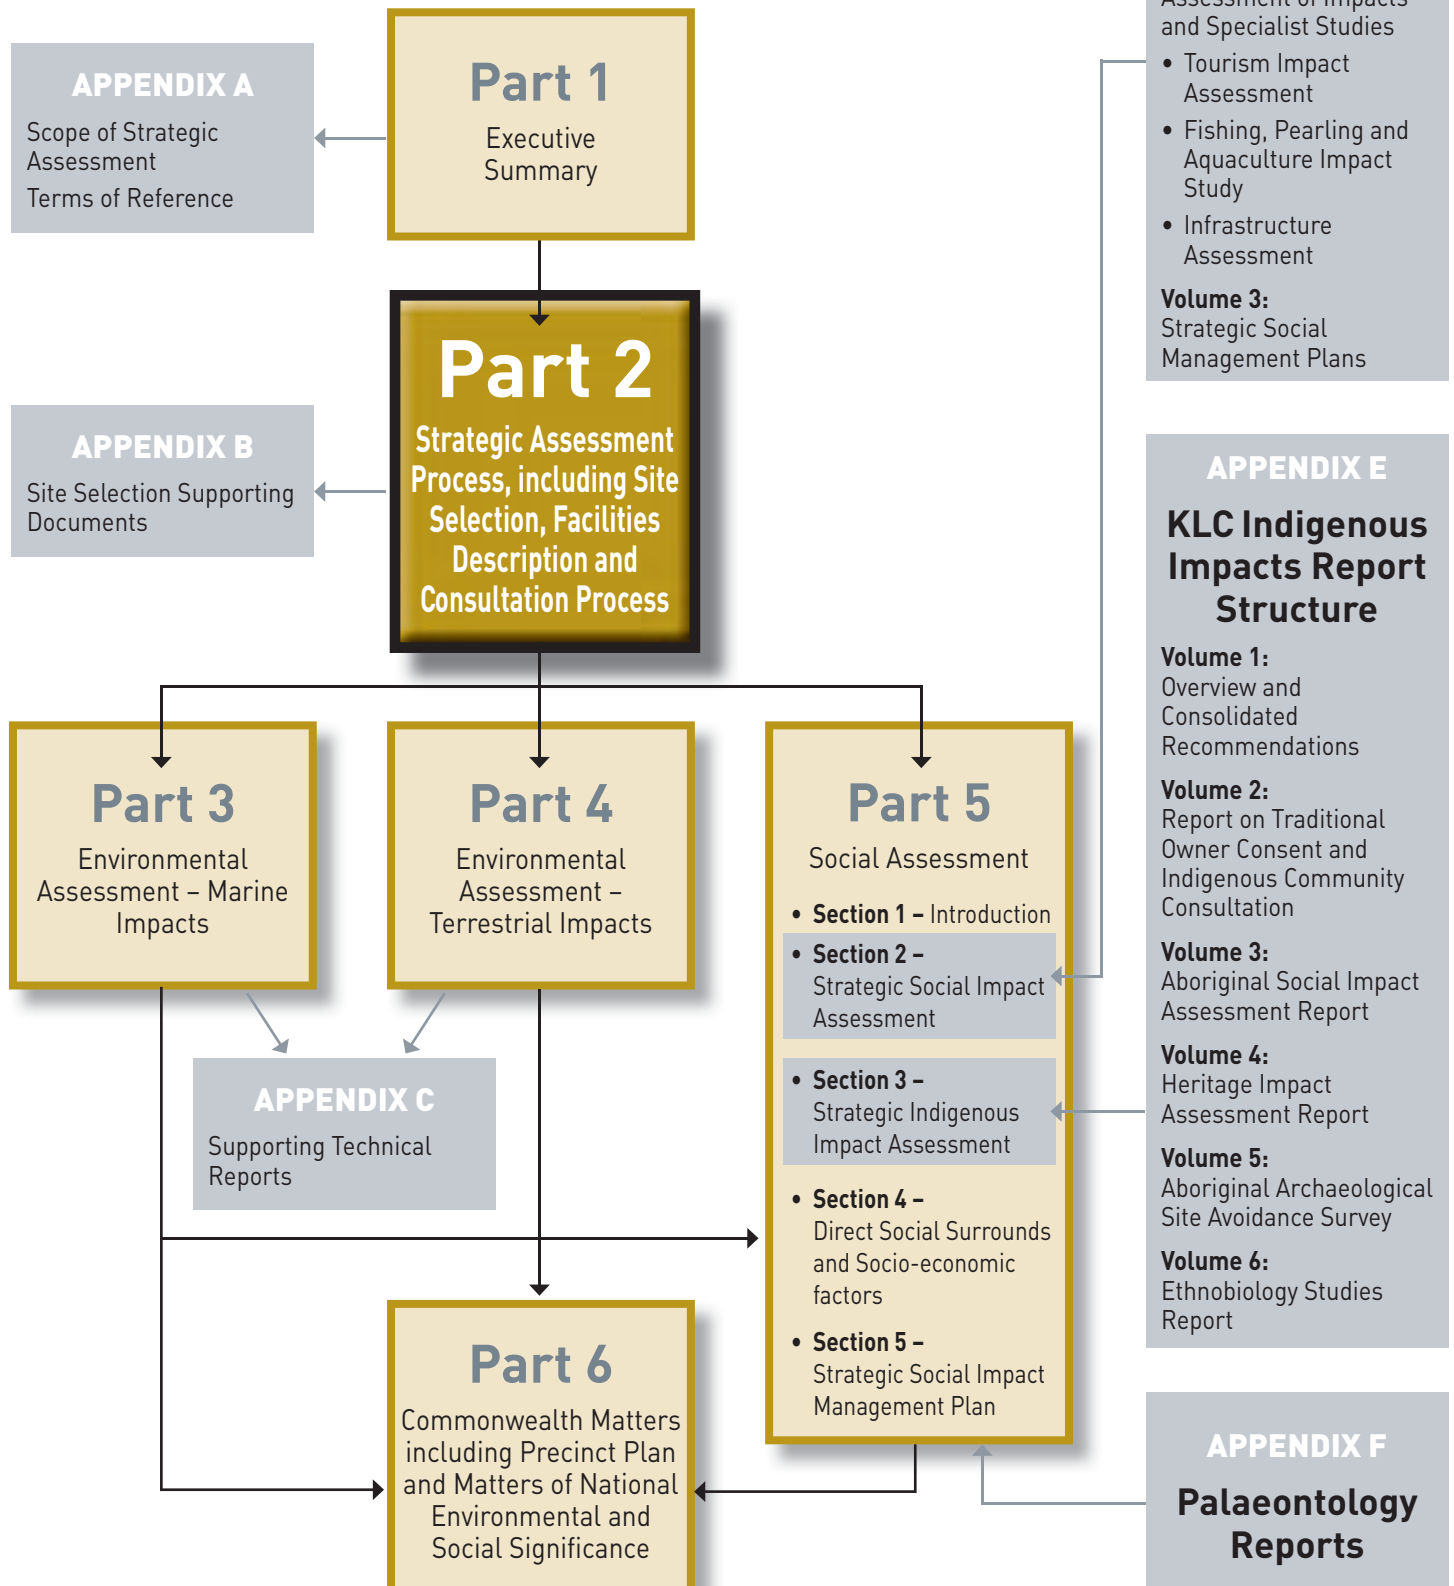 APPENDIX A
Scope of Strategic
Assessment
Terms of Reference
Part 1
Executive
Summary
Assessment of Impacts
and Specialist Studies
• Tourism Impact
Assessment
• Fishing, Pearling and
Aquaculture Impact
Study
• Infrastructure
Assessment
Volume 3:
Strategic Social
Management Plans
APPENDIX B
Site Selection Supporting
Documents
Part 2
Strategic Assessment
Process, including Site
Selection, Facilities
Description and
Consultation Process
APPENDIX E
KLC Indigenous
Impacts Report
Structure
Volume 1:
Overview and
Consolidated
Recommendations
Volume 2:
Report on Traditional
Owner Consent and
Indigenous Community
Consultation
Volume 3:
Aboriginal Social Impact
Assessment Report
Volume 4:
Heritage Impact
Assessment Report
Volume 5:
Aboriginal Archaeological
Site Avoidance Survey
Volume 6:
Ethnobiology Studies
Report
Part 3
Environmental
Assessment – Marine
Impacts
Part 4
Environmental
Assessment –
Terrestrial Impacts
Part 5
Social Assessment
• Section 1 – Introduction
• Section 2 –
Strategic Social Impact
Assessment
• Section 3 –
Strategic Indigenous
Impact Assessment
• Section 4 –
Direct Social Surrounds
and Socio-economic
factors
• Section 5 –
Strategic Social Impact
Management Plan
APPENDIX C
Supporting Technical
Reports
Part 6
Commonwealth Matters
including Precinct Plan
and Matters of National
Environmental and
Social Significance
APPENDIX F
Palaeontology
Reports